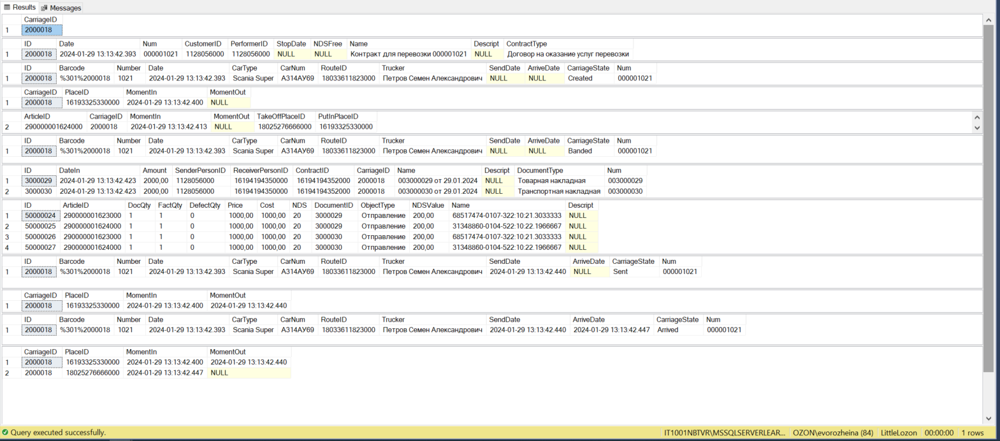 Results Messages
CarriageID
1 2000018
ID Date Num CustomerID PerformerID StopDate NDSFree Name Descript ContractType
1 2000018 2024-01-29 13:13:42.393 000001021 1128056000 1128056000 NULL NULL Контракт для перевозки 000001021 NULL Договор на оказание услуг перевозки
ID Barcode Number Date CarType CarNum RouteID Trucker SendDate ArriveDate CarriageState Num
1 2000018 %301%2000018 1021 2024-01-29 13:13:42.393 Scania Super А314АУ69 18033611823000 Петров Семен Александрович NULL NULL Created 000001021
CarriageID PlaceID MomentIn MomentOut
1 2000018 16193325330000 2024-01-29 13:13:42.400 NULL
ArticleID CarriageID MomentIn MomentOut TakeOffPlaceID PutInPlaceID
2 290000001624000 2000018 2024-01-29 13:13:42.413 NULL 18025276666000 16193325330000
ID Barcode Number Date CarType CarNum RouteID Trucker SendDate ArriveDate CarriageState Num
1 2000018 %301%2000018 1021 2024-01-29 13:13:42.393 Scania Super А314АУ69 18033611823000 Петров Семен Александрович NULL NULL Banded 000001021
ID DateIn Amount SenderPersonID ReceiverPersonID ContractID CarriageID Name Descript DocumentType Num
1 3000029 2024-01-29 13:13:42.423 2000,00 1128056000 16194194350000 16194194352000 2000018 003000029 от 29.01.2024 NULL Товарная накладная 003000029
2 3000030 2024-01-29 13:13:42.423 2000,00 1128056000 16194194350000 16194194352000 2000018 003000030 от 29.01.2024 NULL Транспортная накладная 003000030
ID ArticleID DocQty FactQty DefectQty Price Cost NDS DocumentID ObjectType NDSValue Name Descript
1 50000024 290000001623000 1 1 0 1000,00 1000,00 20 3000029 Отправление 200,00 68517474-0107-322:10:21.3033333 NULL
2 50000025 290000001624000 1 1 0 1000,00 1000,00 20 3000029 Отправление 200,00 31348860-0104-522:10:22.1966667 NULL
3 50000026 290000001623000 1 1 0 1000,00 1000,00 20 3000030 Отправление 200,00 68517474-0107-322:10:21.3033333 NULL
4 50000027 290000001624000 1 1 0 1000,00 1000,00 20 3000030 Отправление 200,00 31348860-0104-522:10:22.1966667 NULL
ID Barcode Number Date CarType CarNum RouteID Trucker SendDate ArriveDate CarriageState Num
1 2000018 %301%2000018 1021 2024-01-29 13:13:42.393 Scania Super А314АУ69 18033611823000 Петров Семен Александрович 2024-01-29 13:13:42.440 NULL Sent 000001021
CarriageID PlaceID MomentIn MomentOut
1 2000018 16193325330000 2024-01-29 13:13:42.400 2024-01-29 13:13:42.440
ID Barcode Number Date CarType CarNum RouteID Trucker SendDate ArriveDate CarriageState Num
1 2000018 %301%2000018 1021 2024-01-29 13:13:42.393 Scania Super А314АУ69 18033611823000 Петров Семен Александрович 2024-01-29 13:13:42.440 2024-01-29 13:13:42.447 Arrived 000001021
CarriageID PlaceID MomentIn MomentOut
1 2000018 16193325330000 2024-01-29 13:13:42.400 2024-01-29 13:13:42.440
2 2000018 18025276666000 2024-01-29 13:13:42.447 NULL
Query executed successfully. IT1001NBTVR\MSSQLSERVERLEAR... OZON\evorozheina (84) LittleLozon 00:00:00 1 rows